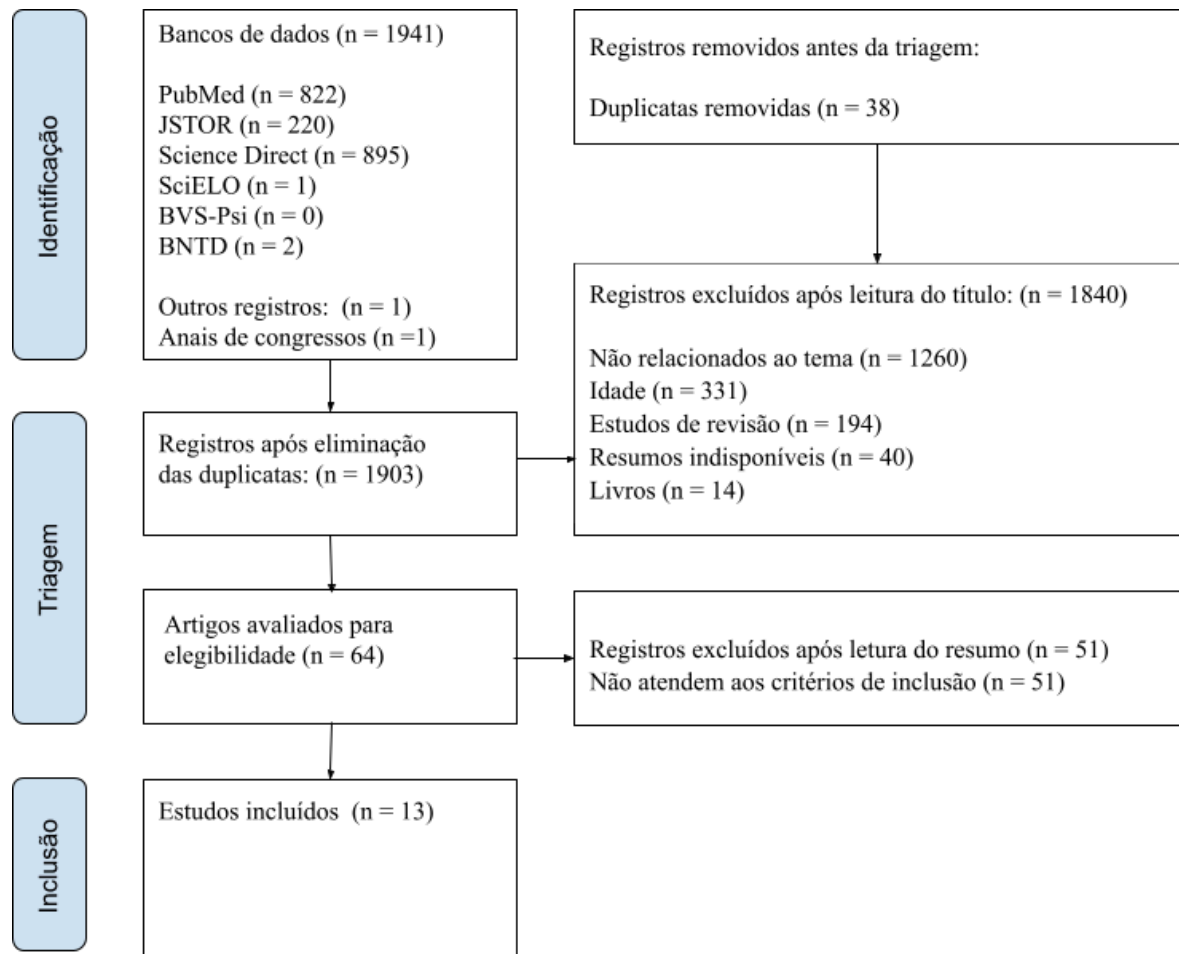 Identificação
Bancos de dados (n = 1941)
PubMed (n = 822)
JSTOR (n = 220)
Science Direct (n = 895)
SciELO (n = 1)
BVS-Psi (n = 0)
BNTD (n = 2)
Outros registros: (n = 1)
Anais de congressos (n =1)
Registros removidos antes da triagem:
Duplicatas removidas (n = 38)
Triagem
Registros após eliminação
das duplicatas: (n = 1903)
Registros excluídos após leitura do título: (n = 1840)
Não relacionados ao tema (n = 1260)
Idade (n = 331)
Estudos de revisão (n = 194)
Resumos indisponíveis (n = 40)
Livros (n = 14)
Artigos avaliados para
elegibilidade (n = 64)
Registros excluídos após letura do resumo (n = 51)
Não atendem aos critérios de inclusão (n = 51)
Inclusão
Estudos incluídos (n = 13)